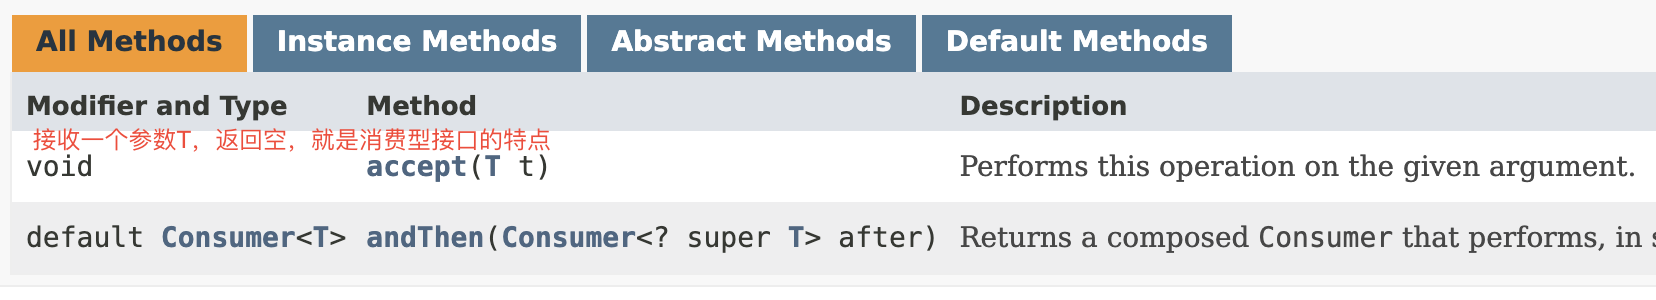 All Methods Instance Methods Abstract Methods Default Methods
Modifier and Type Method Description
接收一个参数T，返回空，就是消费型接口的特点
void accept(T t) Performs this operation on the given argument.
default Consumer<T> andThen(Consumer<? super T> after) Returns a composed Consumer that performs, in